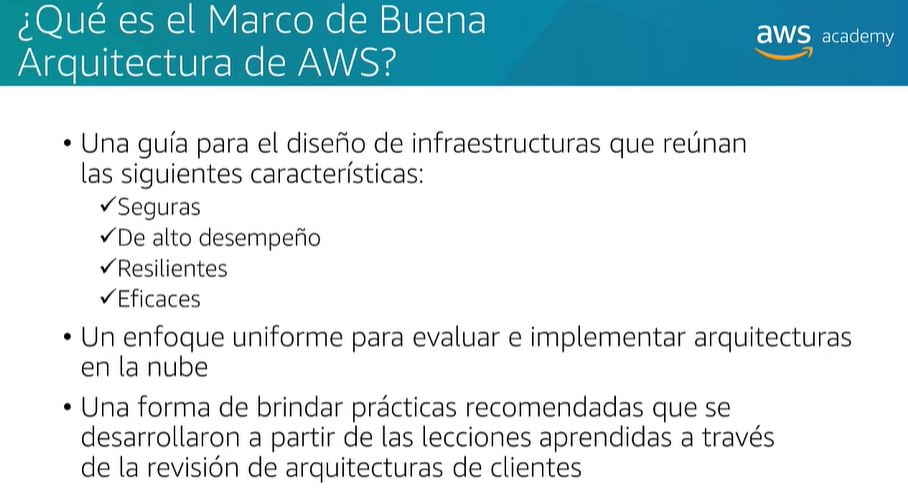 ¿Qué es el Marco de Buena
Arquitectura de AWS?
aws academy
• Una guía para el diseño de infraestructuras que reúnan
las siguientes características:
✓Seguras
✓De alto desempeño
✓Resilientes
✓Eficaces
• Un enfoque uniforme para evaluar e implementar arquitecturas
en la nube
• Una forma de brindar prácticas recomendadas que se
desarrollaron a partir de las lecciones aprendidas a través
de la revisión de arquitecturas de clientes